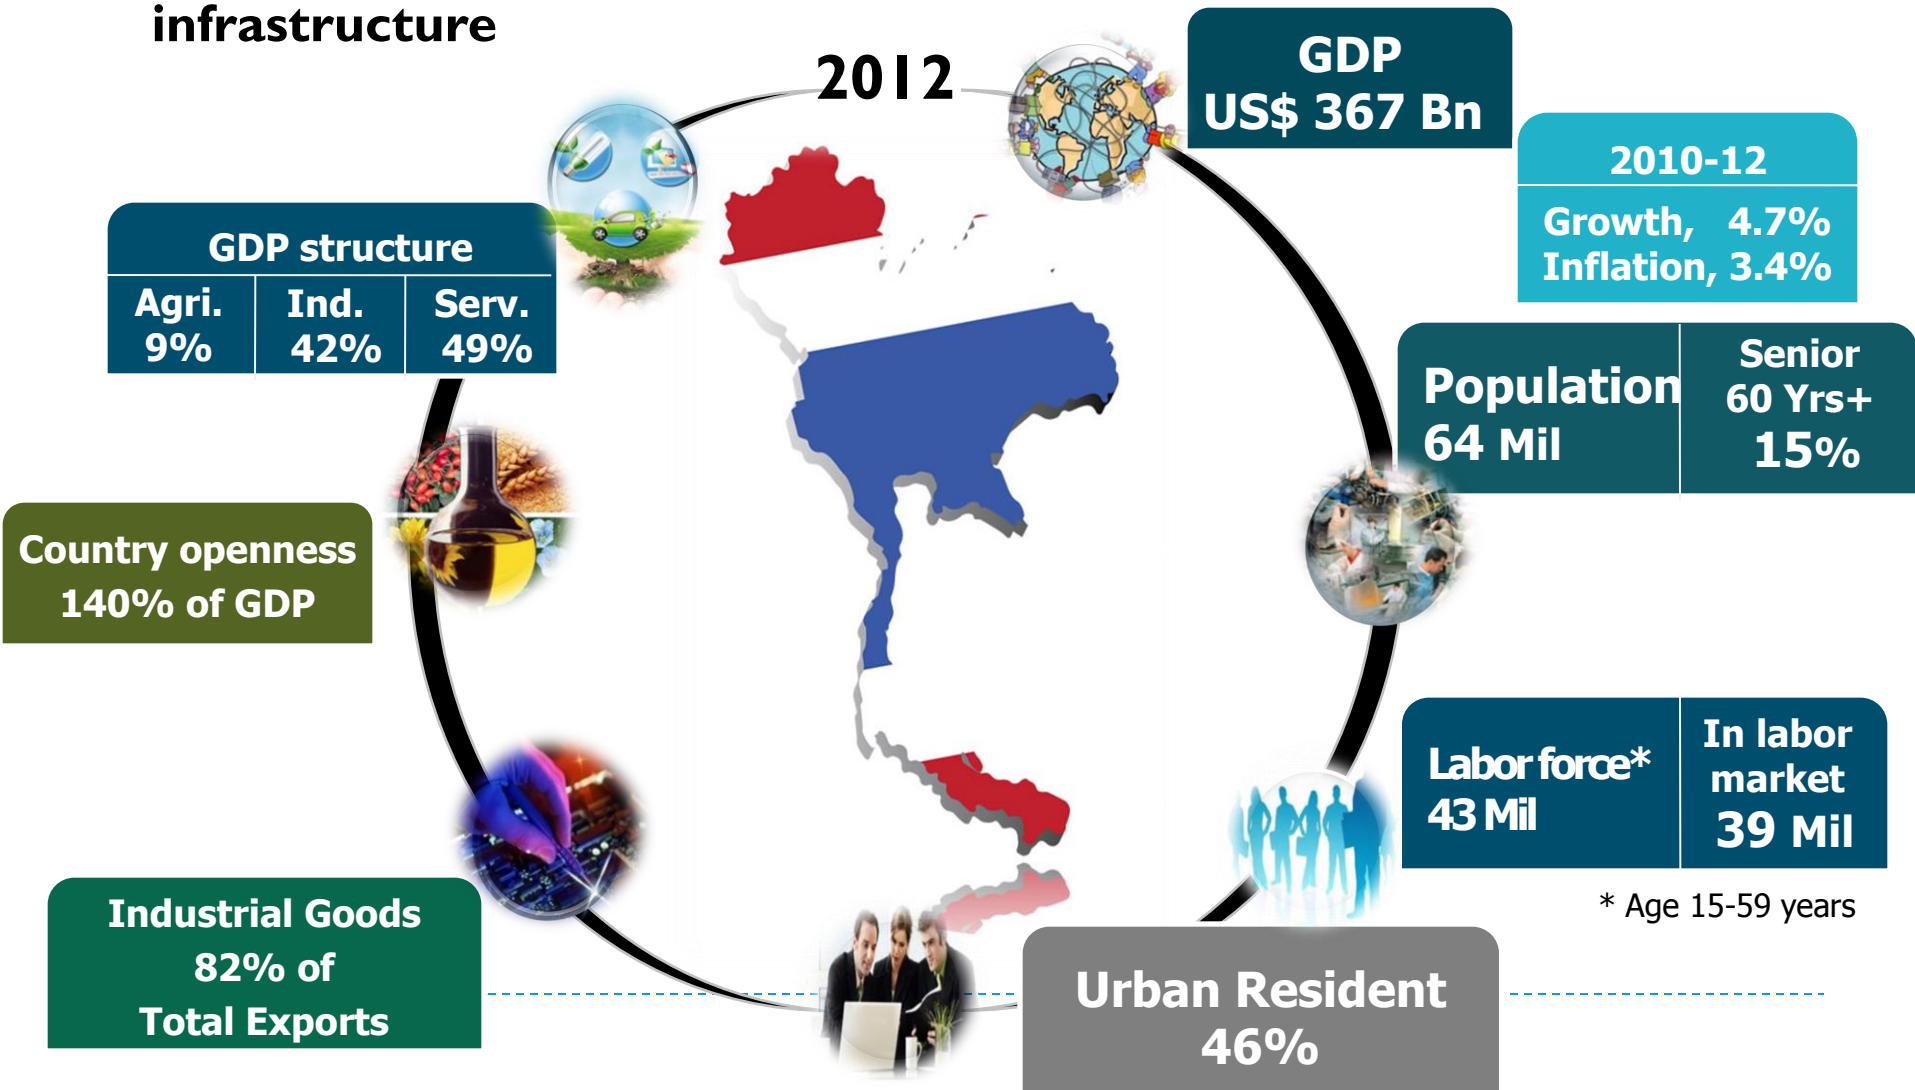 infrastructure
2012
GDP
US$ 367 Bn
2010-12
Growth, 4.7%
Inflation, 3.4%
GDP structure
Agri. Ind. Serv.
9% 42% 49%
Population
64 Mil
Senior
60 Yrs+
15%
Country openness
140% of GDP
Labor force*
43 Mil
In labor
market
39 Mil
* Age 15-59 years
Industrial Goods
82% of
Total Exports
Urban Resident
46%